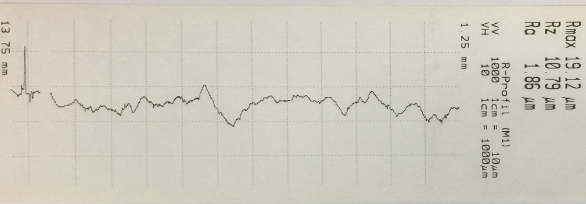 Rmax 19.12 µm
Rz 10.79 µm
Ra 1.86 µm
R-Profil (M1)
VV 1000 1cm = 10µm
VH 10 1cm = 1000µm
1.25 mm
13.75 mm